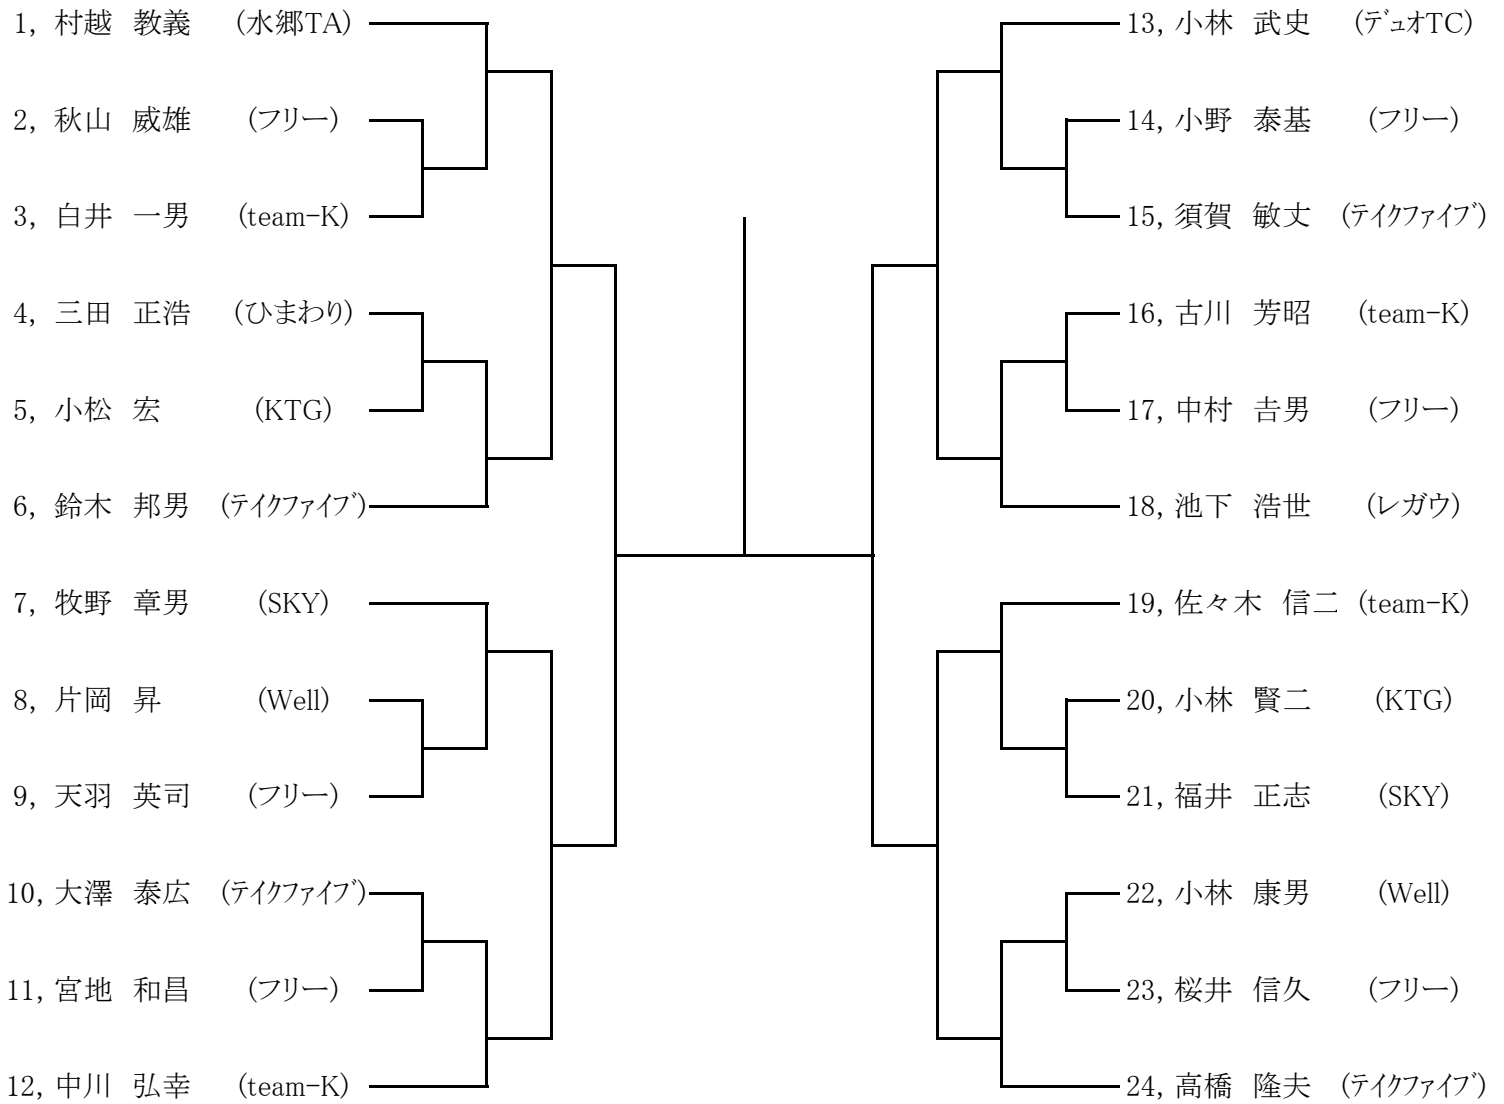 1, 村越 教義 (水郷TA)
2, 秋山 威雄 (フリー)
3, 白井 一男 (team-K)
4, 三田 正浩 (ひまわり)
5, 小松 宏 (KTG)
6, 鈴木 邦男 (テイクファイブ)
7, 牧野 章男 (SKY)
8, 片岡 昇 (Well)
9, 天羽 英司 (フリー)
10, 大澤 泰広 (テイクファイブ)
11, 宮地 和昌 (フリー)
12, 中川 弘幸 (team-K)
13, 小林 武史 (デュオTC)
14, 小野 泰基 (フリー)
15, 須賀 敏丈 (テイクファイブ)
16, 古川 芳昭 (team-K)
17, 中村 𠮷男 (フリー)
18, 池下 浩世 (レガウ)
19, 佐々木 信二 (team-K)
20, 小林 賢二 (KTG)
21, 福井 正志 (SKY)
22, 小林 康男 (Well)
23, 桜井 信久 (フリー)
24, 高橋 隆夫 (テイクファイブ)